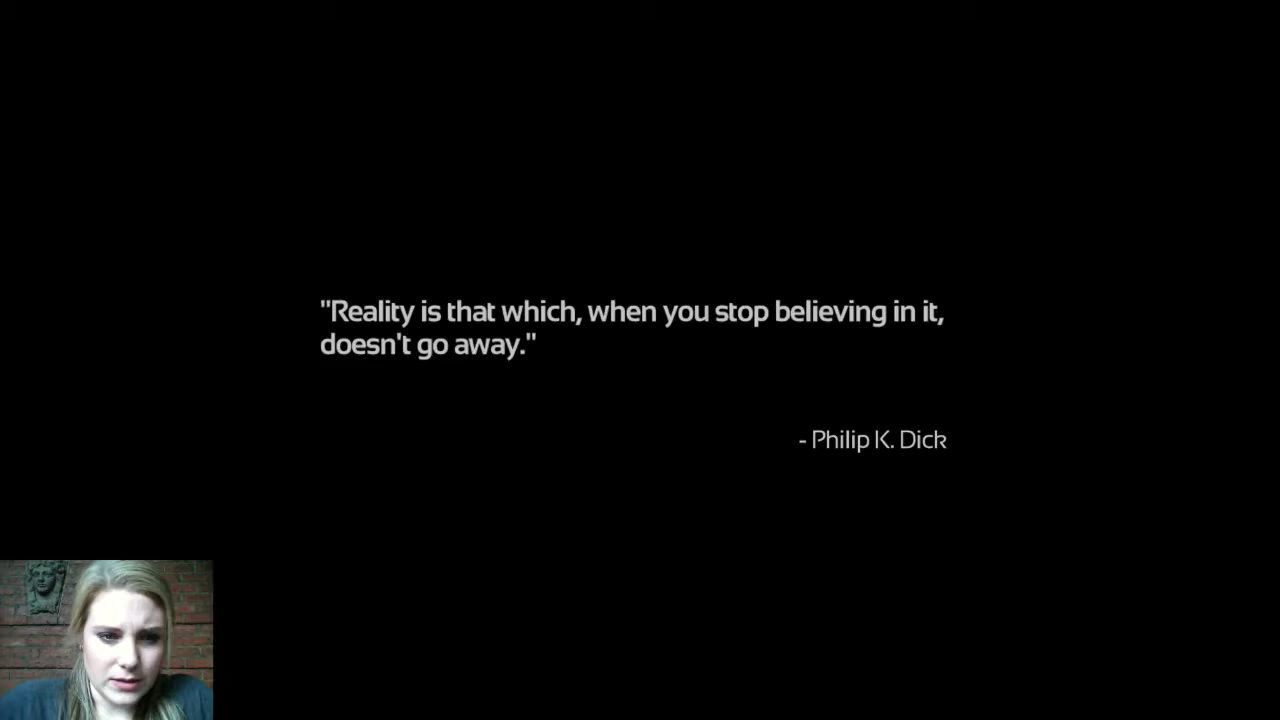 "Reality is that which, when you stop believing in it,
doesn't go away."
- Philip K. Dick